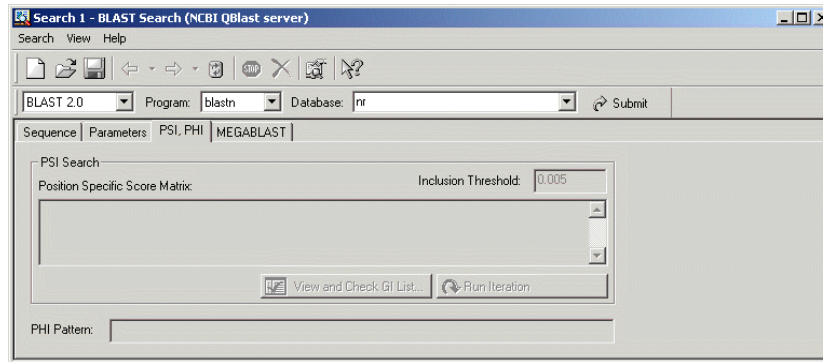 Search 1 - BLAST Search (NCBI QBlast server)
Search View Help
STOP
BLAST 2.0 Program: blastn Database: nr Submit
Sequence Parameters PSI, PHI MEGABLAST
PSI Search
Position Specific Score Matrix: Inclusion Threshold: 0.005
View and Check GI List... Run Iteration
PHI Pattern: